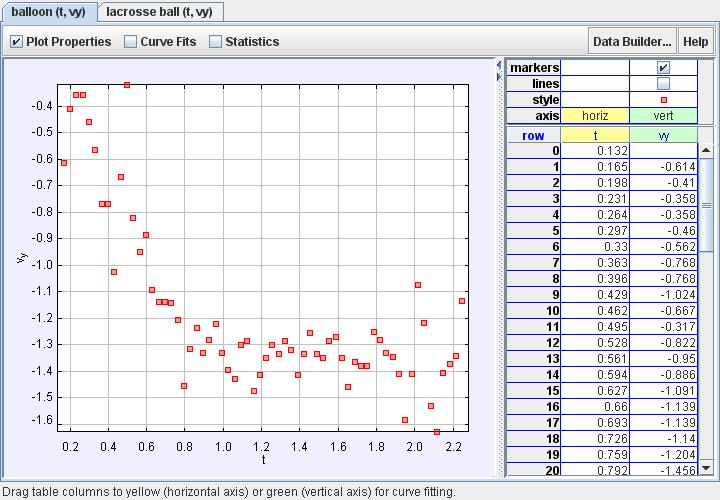 balloon (t, vy) lacrosse ball (t, vy)
Plot Properties Curve Fits Statistics Data Builder... Help
markers
lines
style
axis horiz vert
row t vy
0 0.132
1 0.165 -0.614
2 0.198 -0.41
3 0.231 -0.358
4 0.264 -0.358
5 0.297 -0.46
6 0.33 -0.562
7 0.363 -0.768
8 0.396 -0.768
9 0.429 -1.024
10 0.462 -0.667
11 0.495 -0.317
12 0.528 -0.822
13 0.561 -0.95
14 0.594 -0.886
15 0.627 -1.091
16 0.66 -1.139
17 0.693 -1.139
18 0.726 -1.14
19 0.759 -1.204
20 0.792 -1.456
-0.4
-0.5
-0.6
-0.7
-0.8
-0.9
-1.0
-1.1
-1.2
-1.3
-1.4
-1.5
-1.6
vy
0.2 0.4 0.6 0.8 1.0 1.2 1.4 1.6 1.8 2.0 2.2
t
Drag table columns to yellow (horizontal axis) or green (vertical axis) for curve fitting.